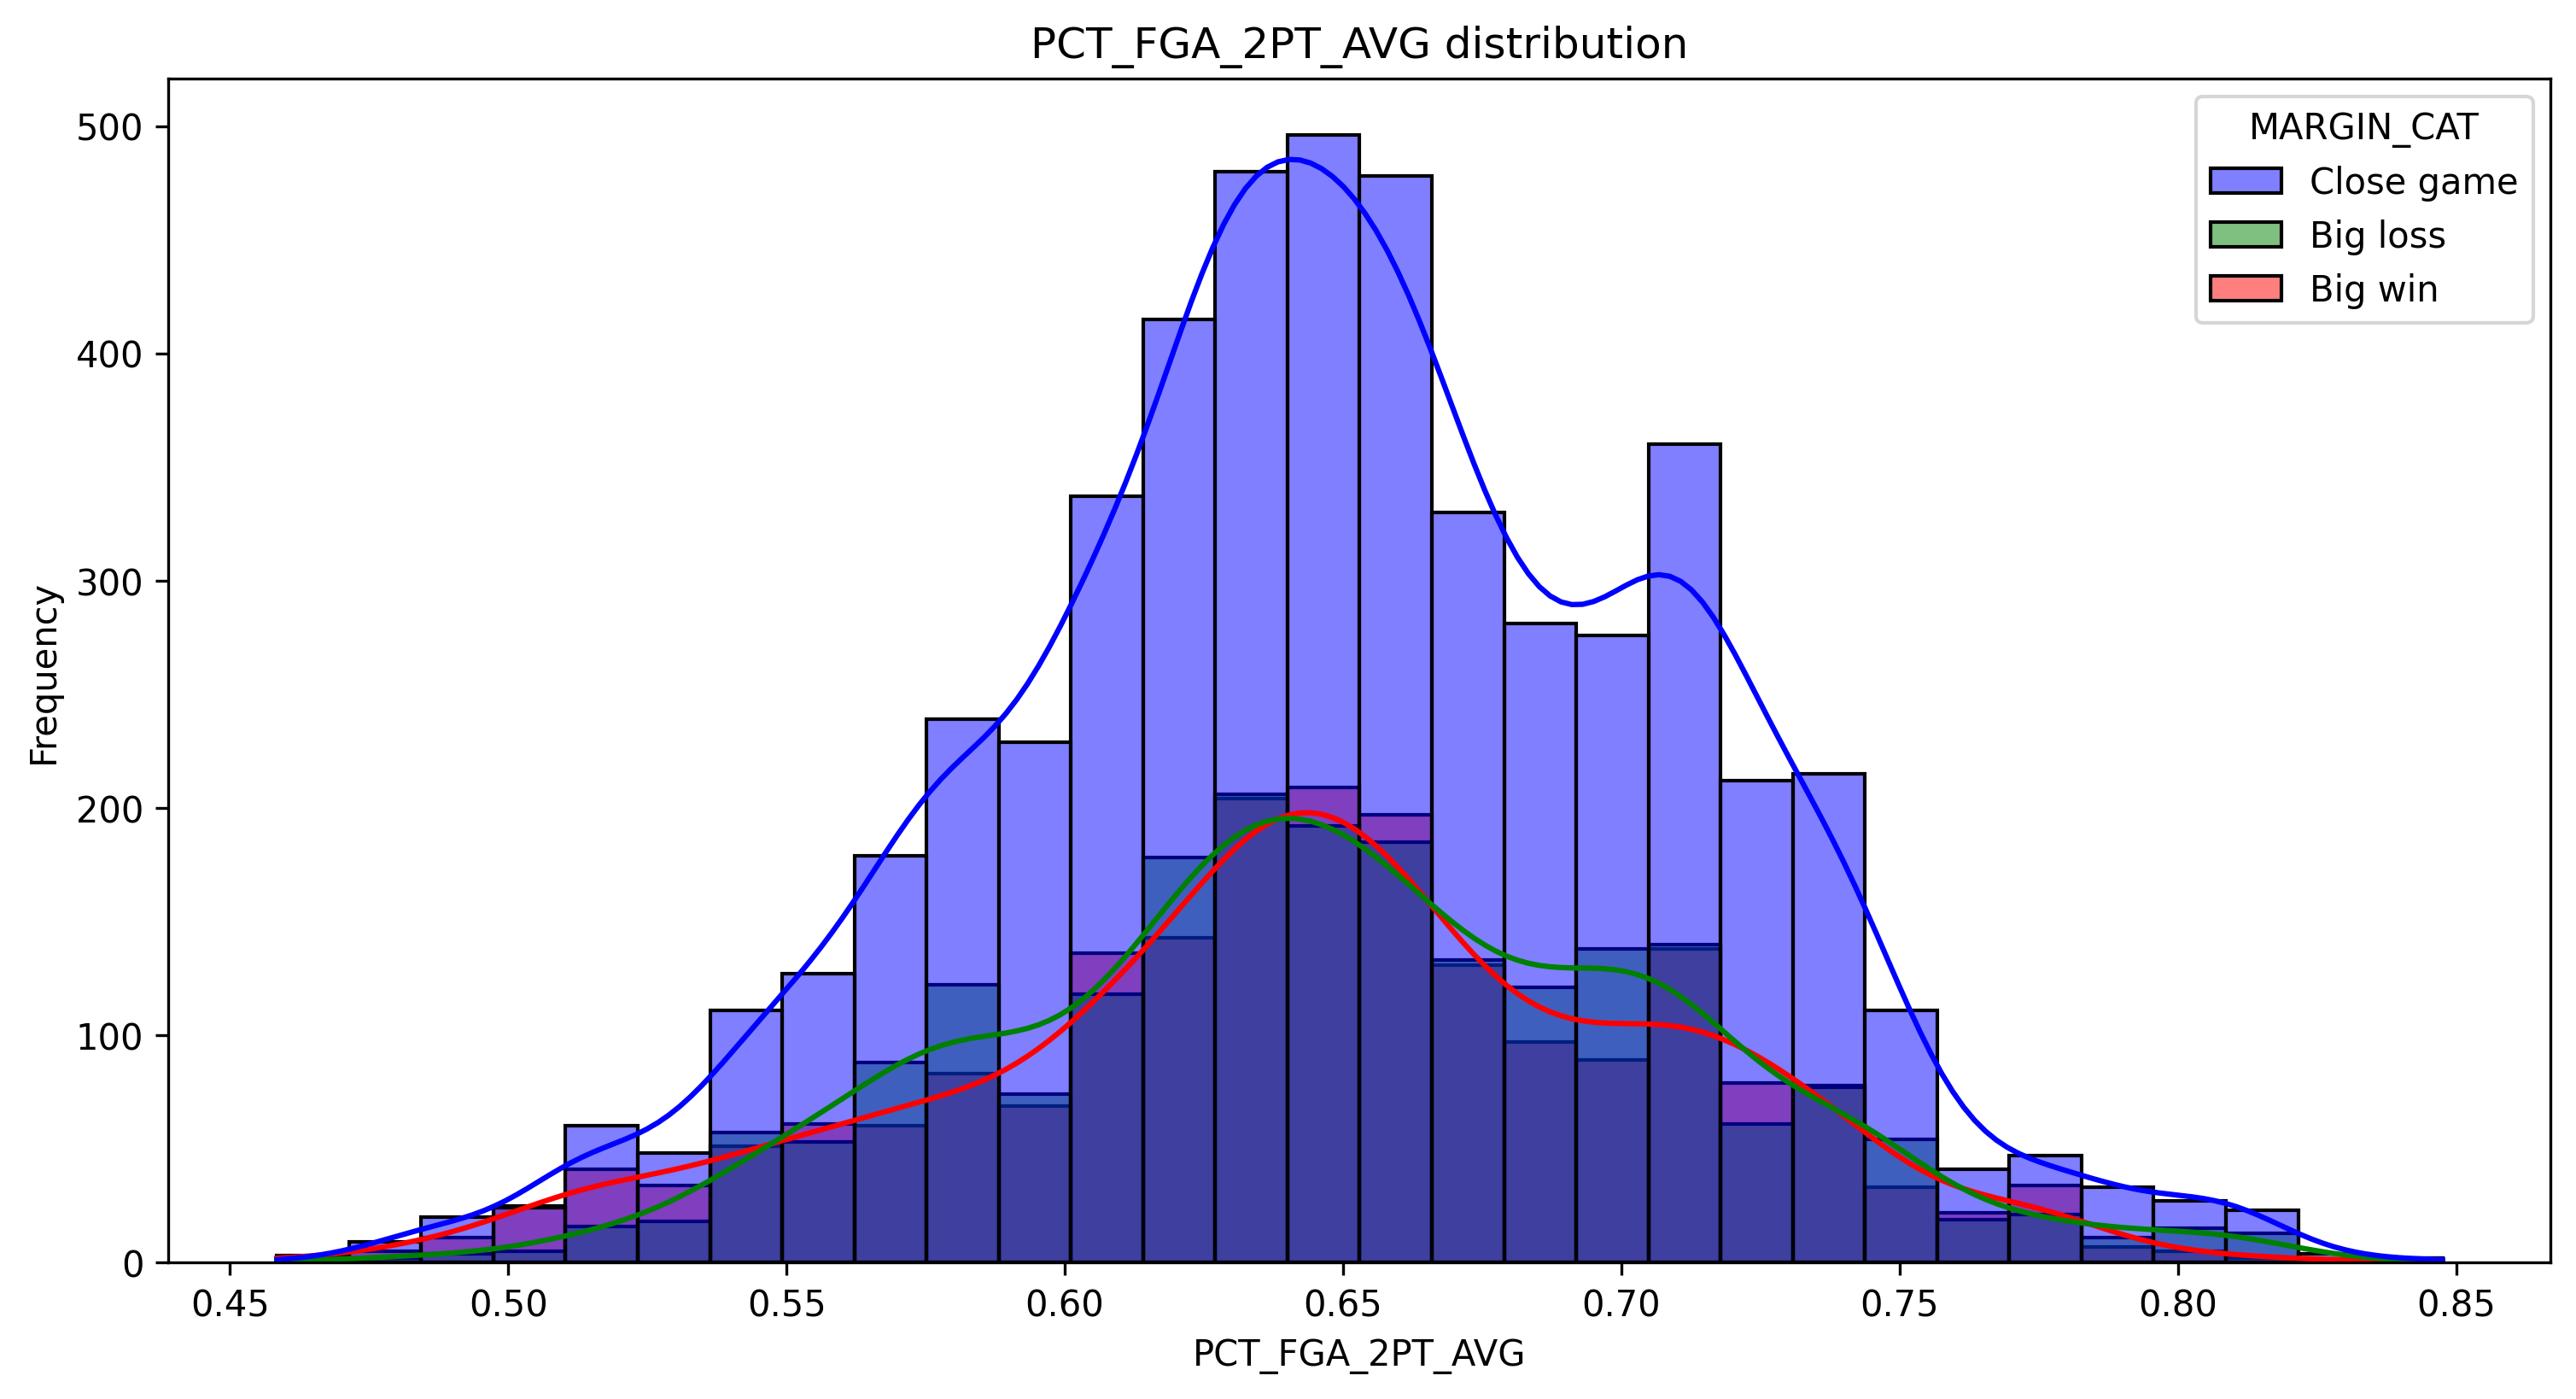 PCT_FGA_2PT_AVG distribution
MARGIN_CAT
Close game
Big loss
Big win
Frequency
500
400
300
200
100
0
0.45 0.50 0.55 0.60 0.65 0.70 0.75 0.80 0.85
PCT_FGA_2PT_AVG